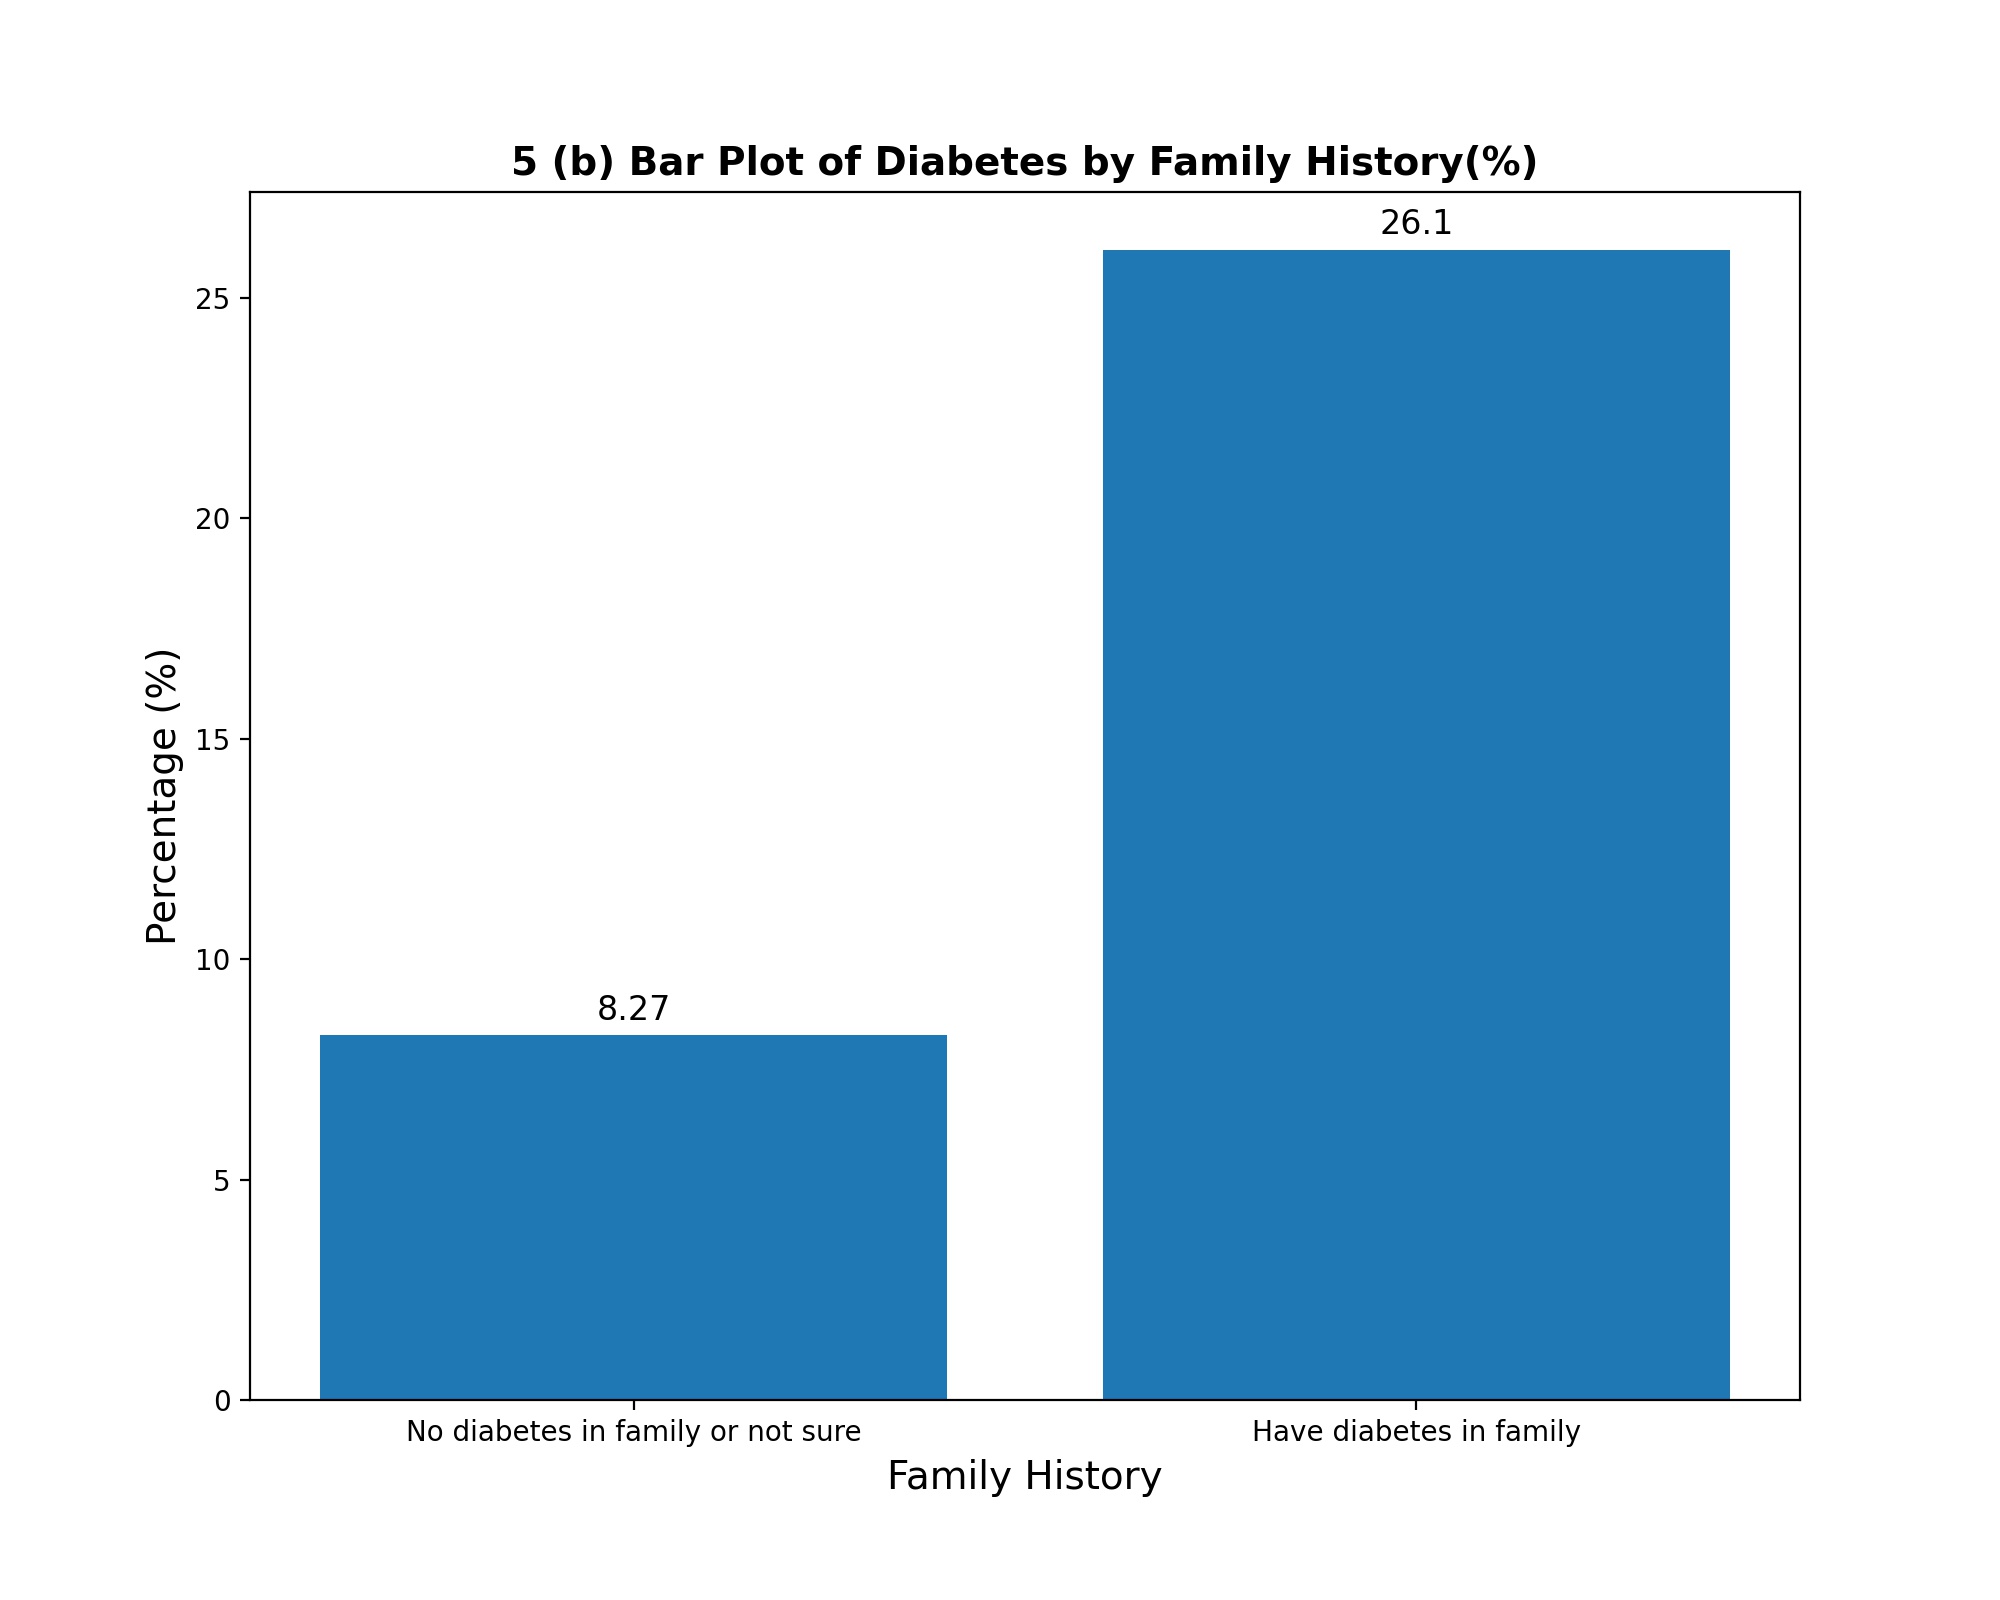 5 (b) Bar Plot of Diabetes by Family History(%)
26.1
25
20
Percentage (%)
15
10
8.27
5
0
No diabetes in family or not sure
Have diabetes in family
Family History